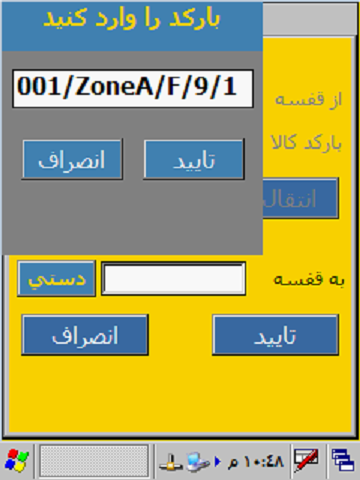 بارکد را وارد کنید
001/ZoneA/F/9/1
تایید انصراف
از قفسه
بارکد کالا
انتقال
به قفسه دستي
تایید انصراف
۱۰:۴۸ م